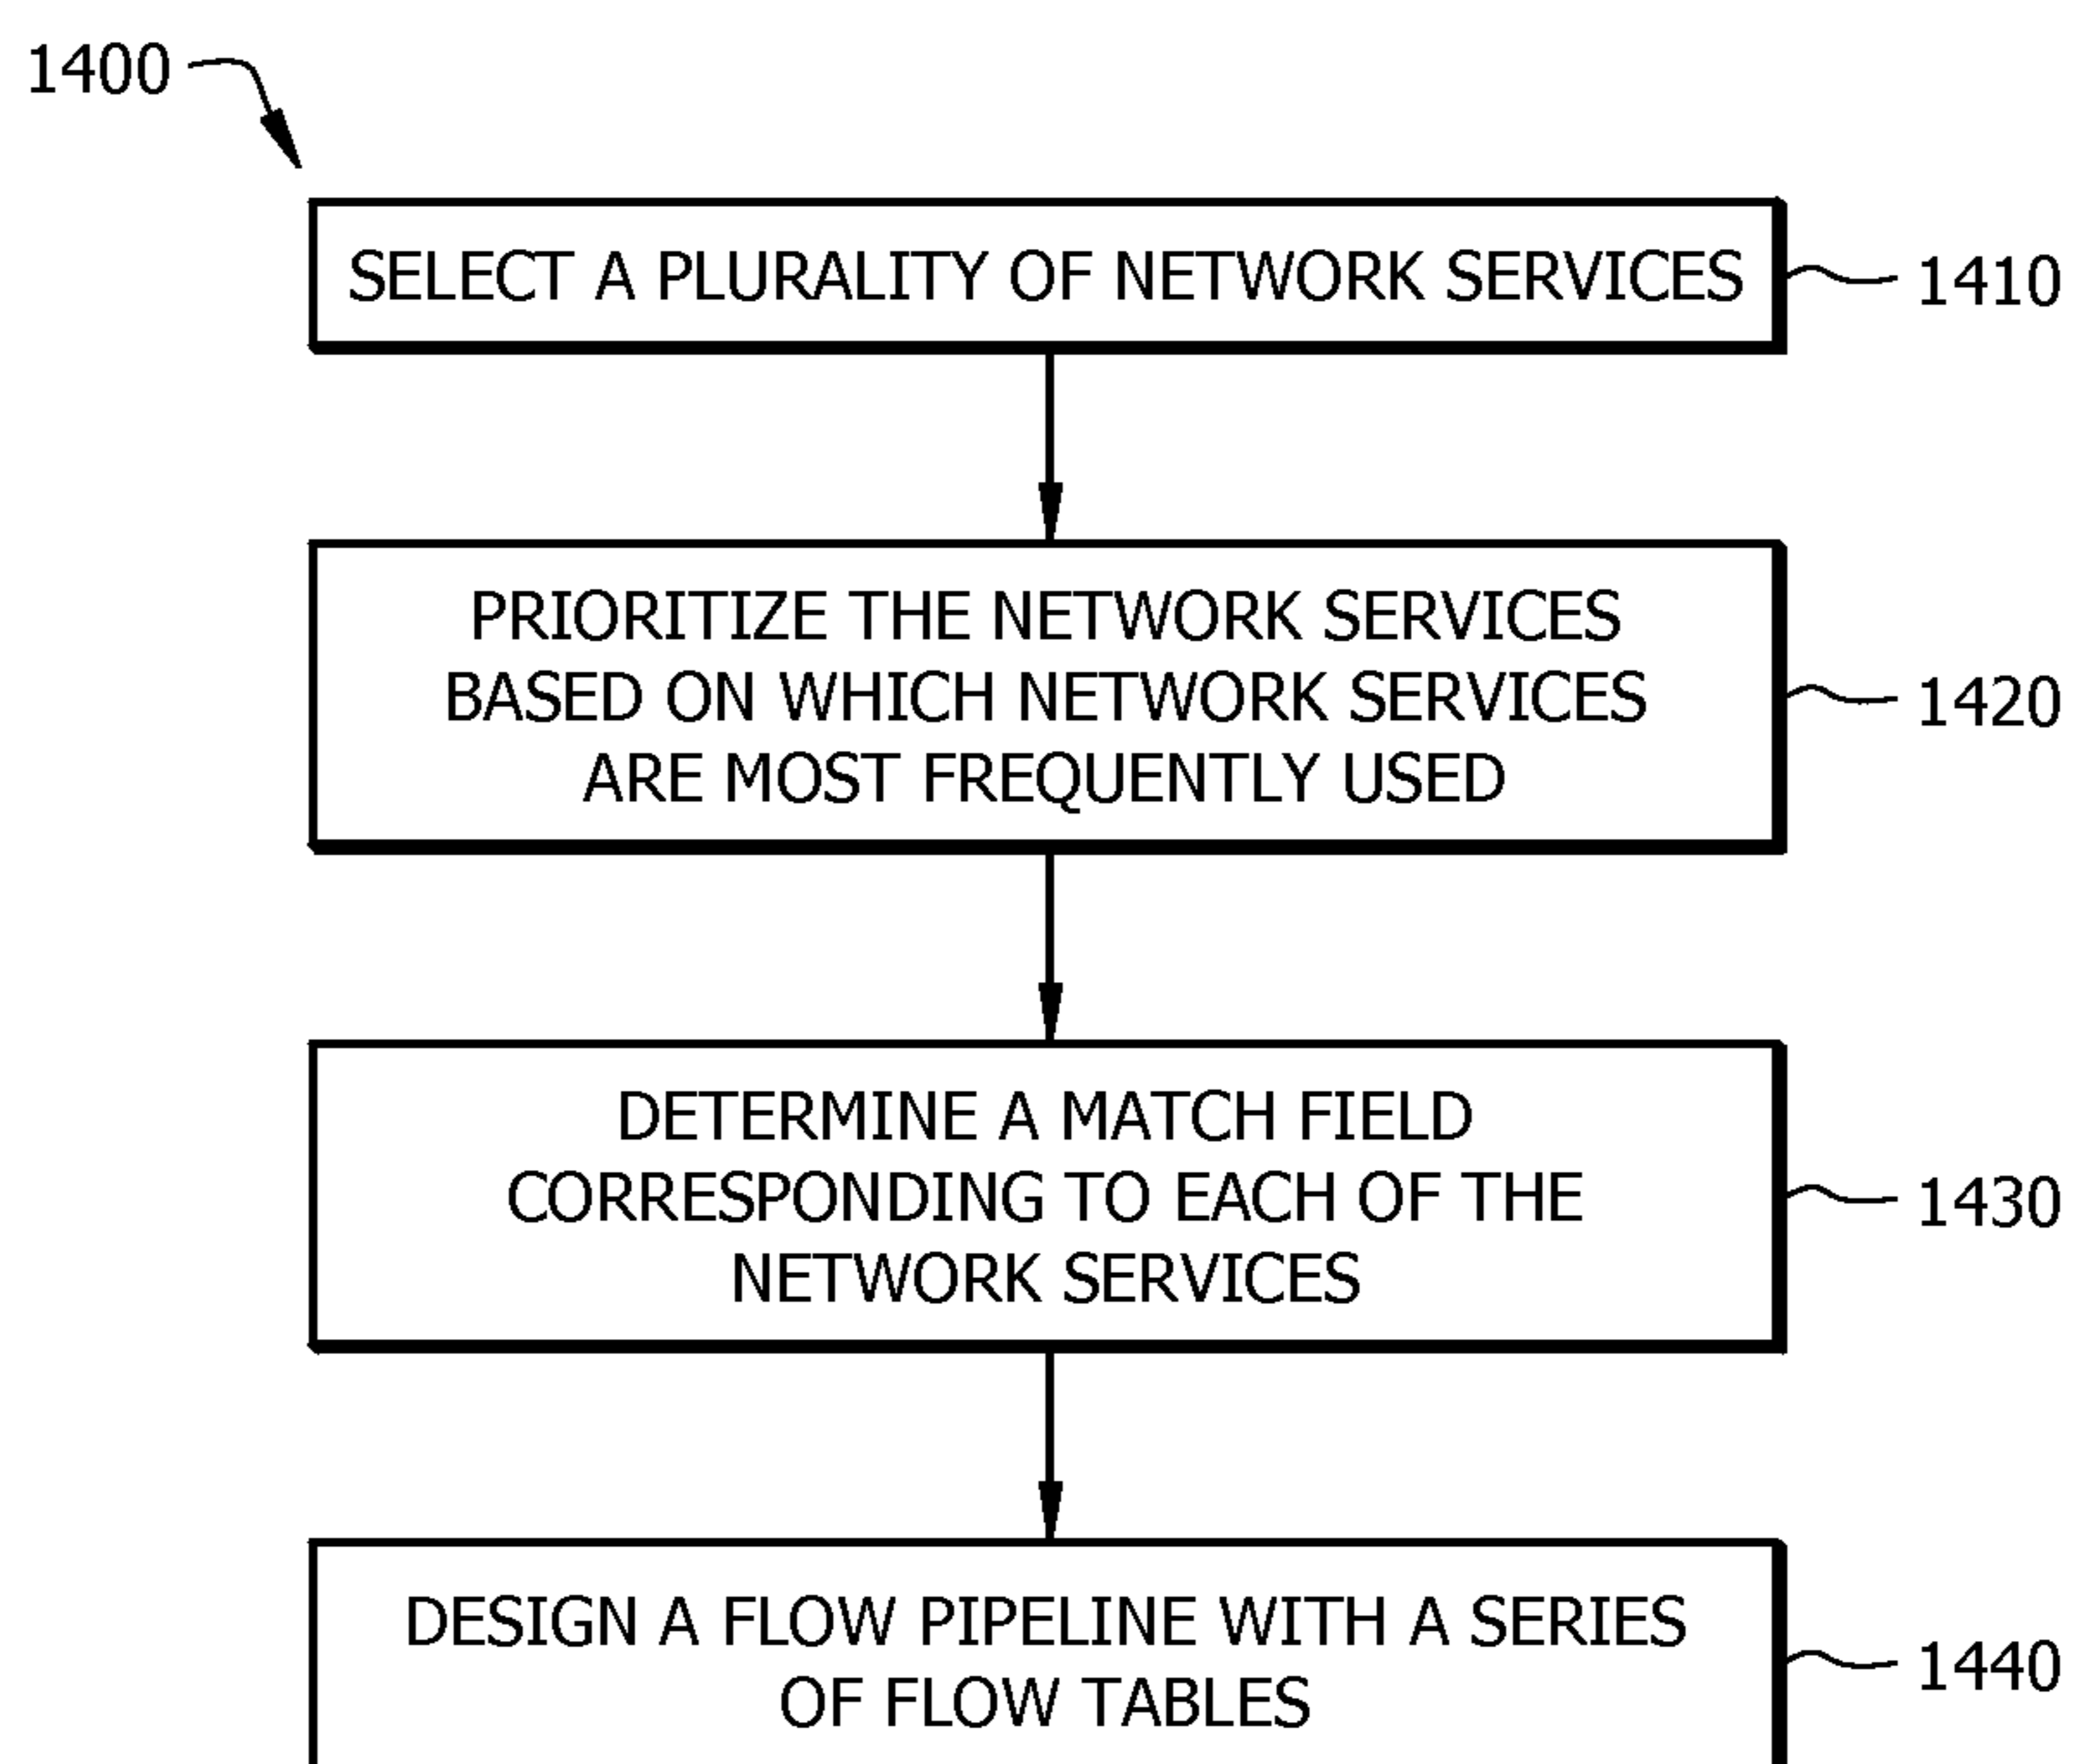 1400
SELECT A PLURALITY OF NETWORK SERVICES
1410
PRIORITIZE THE NETWORK SERVICES
BASED ON WHICH NETWORK SERVICES
ARE MOST FREQUENTLY USED
1420
DETERMINE A MATCH FIELD
CORRESPONDING TO EACH OF THE
NETWORK SERVICES
1430
DESIGN A FLOW PIPELINE WITH A SERIES
OF FLOW TABLES
1440